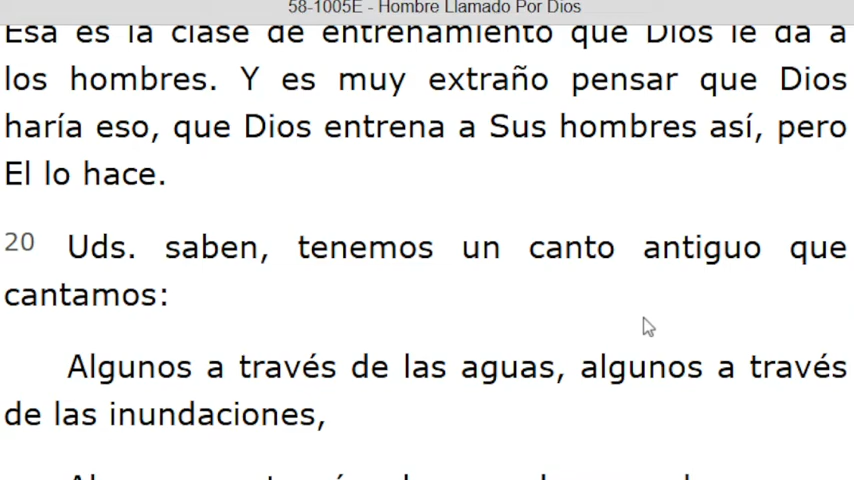 58-1005E - Hombre Llamado Por Dios
Esa es la clase de entrenamiento que Dios le da a
los hombres. Y es muy extraño pensar que Dios
haría eso, que Dios entrena a Sus hombres así, pero
El lo hace.
20 Uds. saben, tenemos un canto antiguo que
cantamos:
Algunos a través de las aguas, algunos a través
de las inundaciones,